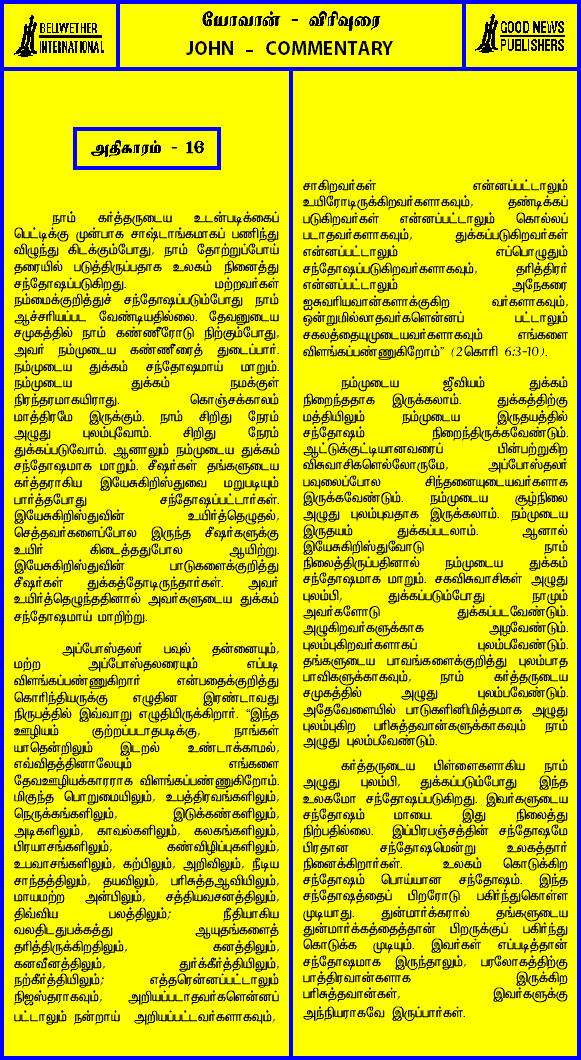 BELLWETHER
INTERNATIONAL
யோவான் - விரிவுரை
JOHN - COMMENTARY
GOOD NEWS
PUBLISHERS
அதிகாரம் - 16
நாம் கர்த்தருடைய உடன்படிக்கைப்
பெட்டிக்கு முன்பாக சாஷ்டாங்கமாகப் பணிந்து
விழுந்து கிடக்கும்போது, நாம் தோற்றுப்போய்
தரையில் படுத்திருப்பதாக உலகம் நினைத்து
சந்தோஷப்படுகிறது. மற்றவர்கள்
நம்மைக்குறித்துச் சந்தோஷப்படும்போது நாம்
ஆச்சரியப்பட வேண்டியதில்லை. தேவனுடைய
சமுகத்தில் நாம் கண்ணீரோடு நிற்கும்போது,
அவர் நம்முடைய கண்ணீரைத் துடைப்பார்.
நம்முடைய துக்கம் சந்தோஷமாய் மாறும்.
நம்முடைய துக்கம் நமக்குள்
நிரந்தரமாகயிராது. கொஞ்சக்காலம்
மாத்திரமே இருக்கும். நாம் சிறிது நேரம்
அழுது புலம்புவோம். சிறிது நேரம்
துக்கப்படுவோம். ஆனாலும் நம்முடைய துக்கம்
சந்தோஷமாக மாறும். சீஷர்கள் தங்களுடைய
கர்த்தராகிய இயேசுகிறிஸ்துவை மறுபடியும்
பார்த்தபோது சந்தோஷப்பட்டார்கள்.
இயேசுகிறிஸ்துவின் உயிர்த்தெழுதல்,
செத்தவர்களைப்போல இருந்த சீஷர்களுக்கு
உயிர் கிடைத்ததுபோல ஆயிற்று.
இயேசுகிறிஸ்துவின் பாடுகளைக்குறித்து
சீஷர்கள் துக்கத்தோடிருந்தார்கள். அவர்
உயிர்த்தெழுந்ததினால் அவர்களுடைய துக்கம்
சந்தோஷமாய் மாறிற்று.
அப்போஸ்தலர் பவுல் தன்னையும்,
மற்ற அப்போஸ்தலரையும் எப்படி
விளங்கப்பண்ணுகிறார் என்பதைக்குறித்து
கொரிந்தியருக்கு எழுதின இரண்டாவது
நிருபத்தில் இவ்வாறு எழுதியிருக்கிறார். "இந்த
ஊழியம் குற்றப்படாதபடிக்கு, நாங்கள்
யாதென்றிலும் இடறல் உண்டாக்காமல்,
எவ்விதத்தினாலேயும் எங்களை
தேவஊழியக்காரராக விளங்கப்பண்ணுகிறோம்.
மிகுந்த பொறுமையிலும், உபத்திரவங்களிலும்,
நெருக்கங்களிலும், இடுக்கண்களிலும்,
அடிகளிலும், காவல்களிலும், கலகங்களிலும்,
பிரயாசங்களிலும், கண்விழிப்புகளிலும்,
உபவாசங்களிலும், கற்பிலும், அறிவிலும், நீடிய
சாந்தத்திலும், தயவிலும், பரிசுத்தஆவியிலும்,
மாயமற்ற அன்பிலும், சத்தியவசனத்திலும்,
திவ்விய பலத்திலும்; நீதியாகிய
வலதிடதுபக்கத்து ஆயுதங்களைத்
தரித்திருக்கிறதிலும், கனத்திலும்,
கனவீனத்திலும், துர்க்கீர்த்தியிலும்,
நற்கீர்த்தியிலும்; எத்தரென்னப்பட்டாலும்
நிஜஸ்தராகவும், அறியப்படாதவர்களென்னப்
பட்டாலும் நன்றாய் அறியப்பட்டவர்களாகவும்,
சாகிறவர்கள் என்னப்பட்டாலும்
உயிரோடிருக்கிறவர்களாகவும், தண்டிக்கப்
படுகிறவர்கள் என்னப்பட்டாலும் கொல்லப்
படாதவர்களாகவும், துக்கப்படுகிறவர்கள்
என்னப்பட்டாலும் எப்பொழுதும்
சந்தோஷப்படுகிறவர்களாகவும், தரித்திரர்
என்னப்பட்டாலும் அநேகரை
ஐசுவரியவான்களாக்குகிற வர்களாகவும்,
ஒன்றுமில்லாதவர்களென்னப் பட்டாலும்
சகலத்தையுமுடையவர்களாகவும் எங்களை
விளங்கப்பண்ணுகிறோம்" (2கொரி 6:3-10).
நம்முடைய ஜீவியம் துக்கம்
நிறைந்ததாக இருக்கலாம். துக்கத்திற்கு
மத்தியிலும் நம்முடைய இருதயத்தில்
சந்தோஷம் நிறைந்திருக்கவேண்டும்.
ஆட்டுக்குட்டியானவரைப் பின்பற்றுகிற
விசுவாசிகளெல்லோருமே, அப்போஸ்தலர்
பவுலைப்போல சிந்தனையுடையவர்களாக
இருக்கவேண்டும். நம்முடைய சூழ்நிலை
அழுது புலம்புவதாக இருக்கலாம். நம்முடைய
இருதயம் துக்கப்படலாம். ஆனால்
இயேசுகிறிஸ்துவோடு நாம்
நிலைத்திருப்பதினால் நம்முடைய துக்கம்
சந்தோஷமாக மாறும். சகவிசுவாசிகள் அழுது
புலம்பி, துக்கப்படும்போது நாமும்
அவர்களோடு துக்கப்படவேண்டும்.
அழுகிறவர்களுக்காக அழவேண்டும்.
புலம்புகிறவர்களுக்காகப் புலம்பவேண்டும்.
தங்களுடைய பாவங்களைக்குறித்து புலம்பாத
பாவிகளுக்காகவும், நாம் கர்த்தருடைய
சமுகத்தில் அழுது புலம்பவேண்டும்.
அதேவேளையில் பாடுகளினிமித்தமாக அழுது
புலம்புகிற பரிசுத்தவான்களுக்காகவும் நாம்
அழுது புலம்பவேண்டும்.
கர்த்தருடைய பிள்ளைகளாகிய நாம்
அழுது புலம்பி, துக்கப்படும்போது இந்த
உலகமோ சந்தோஷப்படுகிறது. இவர்களுடைய
சந்தோஷம் மாயை. இது நிலைத்து
நிற்பதில்லை. இப்பிரபஞ்சத்தின் சந்தோஷமே
பிரதான சந்தோஷமென்று உலகத்தார்
நினைக்கிறார்கள். உலகம் கொடுக்கிற
சந்தோஷம் பொய்யான சந்தோஷம். இந்த
சந்தோஷத்தைப் பிறரோடு பகிர்ந்துகொள்ள
முடியாது. துன்மார்க்கரால் தங்களுடைய
துன்மார்க்கத்தைத்தான் பிறருக்குப் பகிர்ந்து
கொடுக்க முடியும். இவர்கள் எப்படித்தான்
சந்தோஷமாக இருந்தாலும், பரலோகத்திற்கு
பாத்திரவான்களாக இருக்கிற
பரிசுத்தவான்கள், இவர்களுக்கு
அந்நியராகவே இருப்பார்கள்.